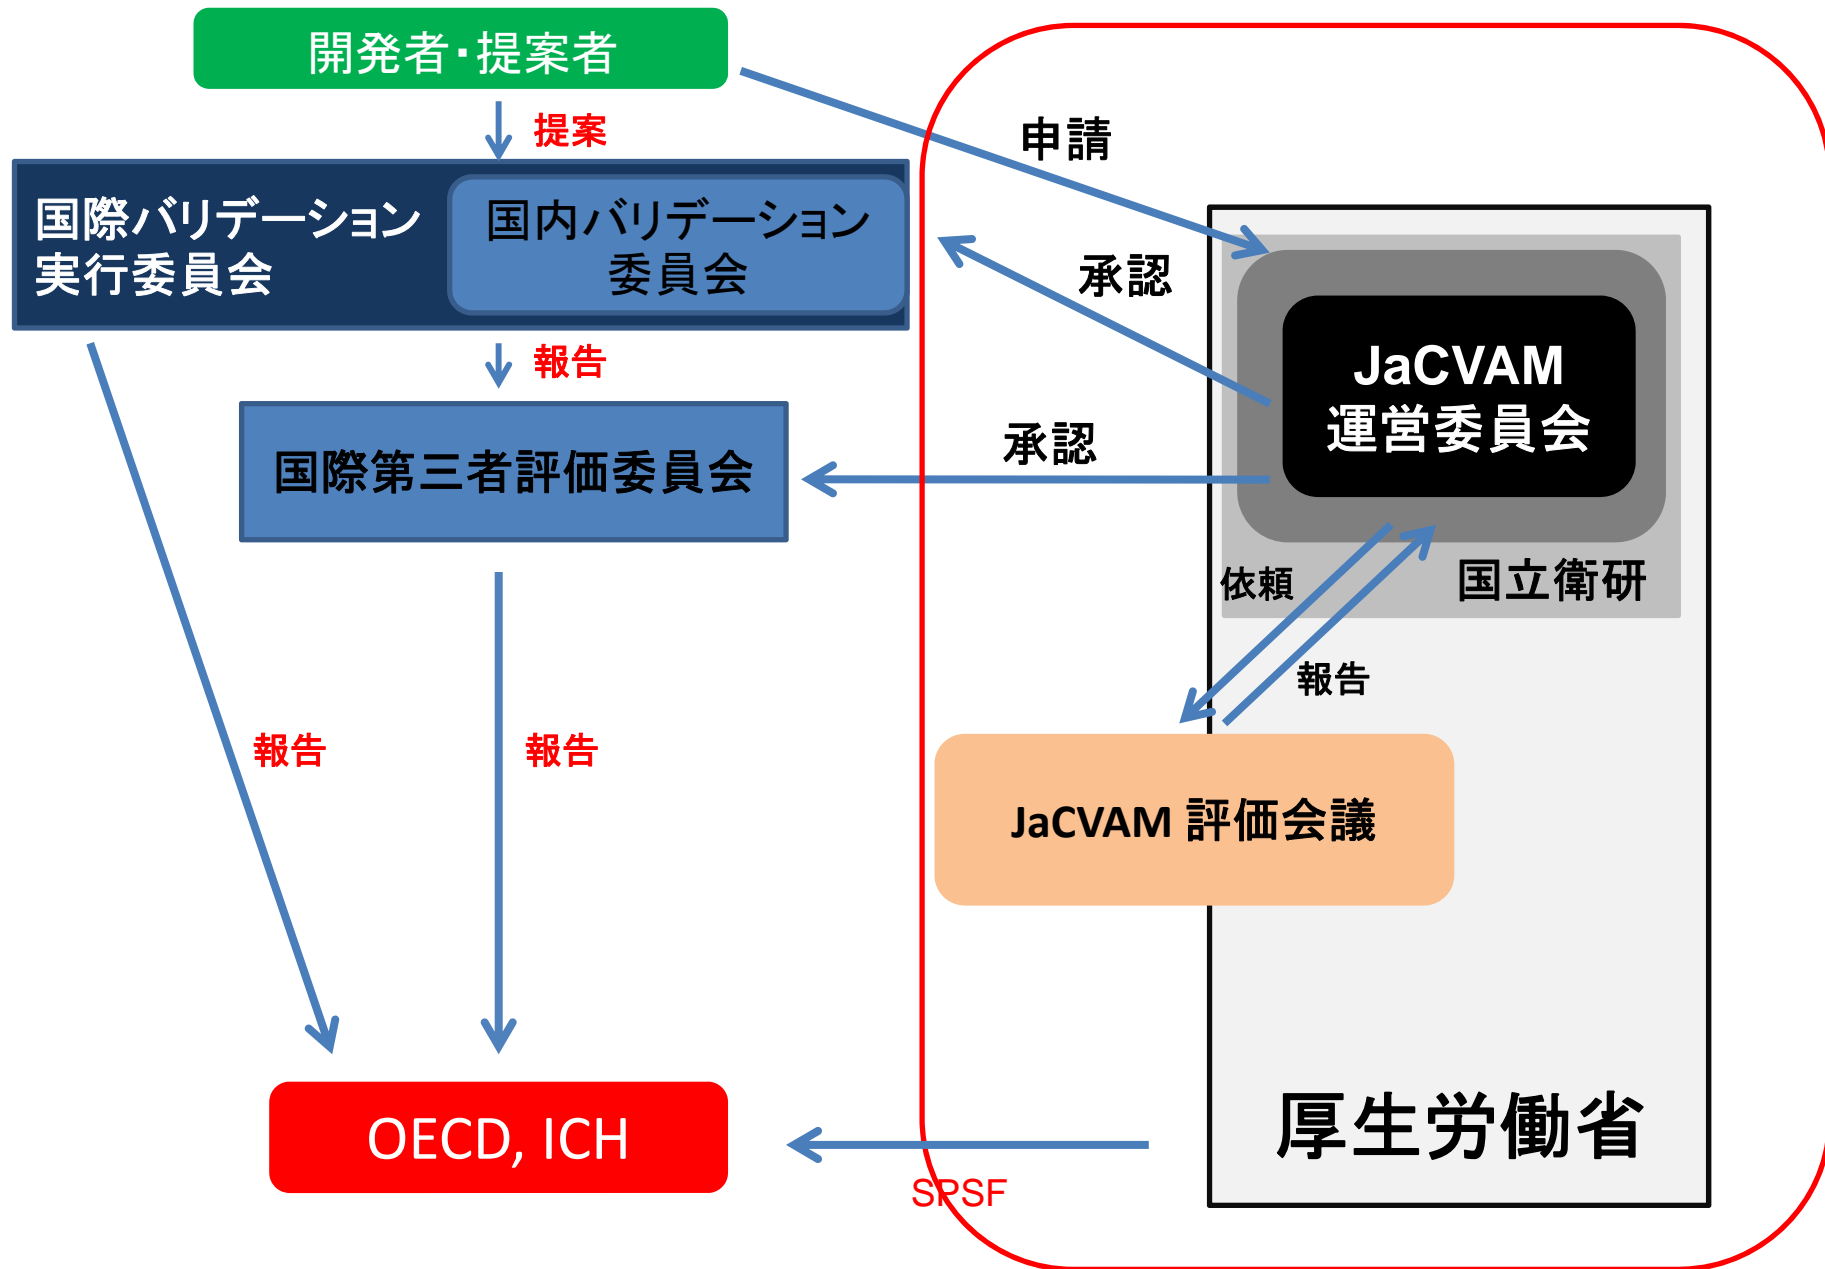 開発者・提案者
提案
申請
国際バリデーション
実行委員会
国内バリデーション
委員会
承認
JaCVAM
運営委員会
報告
国際第三者評価委員会
承認
依頼
国立衛研
報告
報告
報告
JaCVAM 評価会議
OECD, ICH
SPSF
厚生労働省